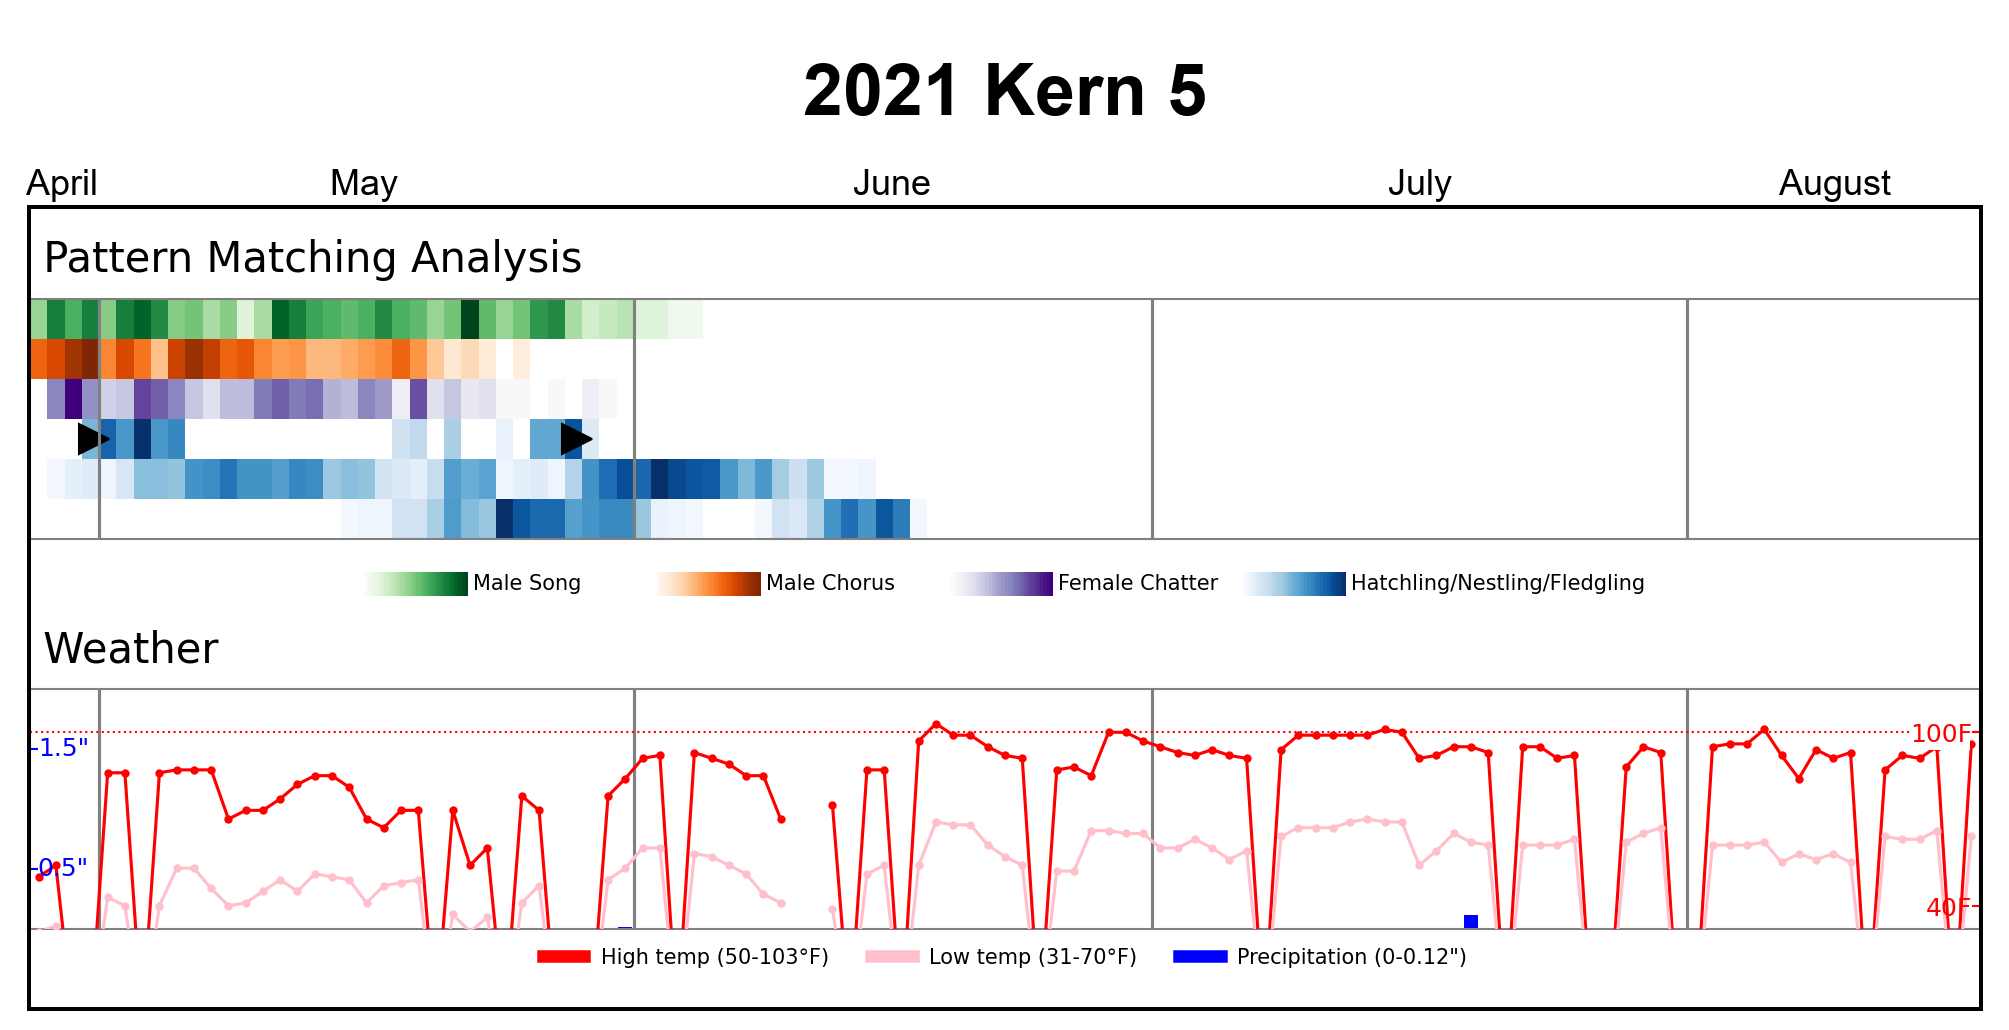 2021 Kern 5
April May June July August
Pattern Matching Analysis
Male Song Male Chorus Female Chatter Hatchling/Nestling/Fledgling
Weather
1.5" 100F
0.5"
40F
High temp (50-103°F) Low temp (31-70°F) Precipitation (0-0.12")